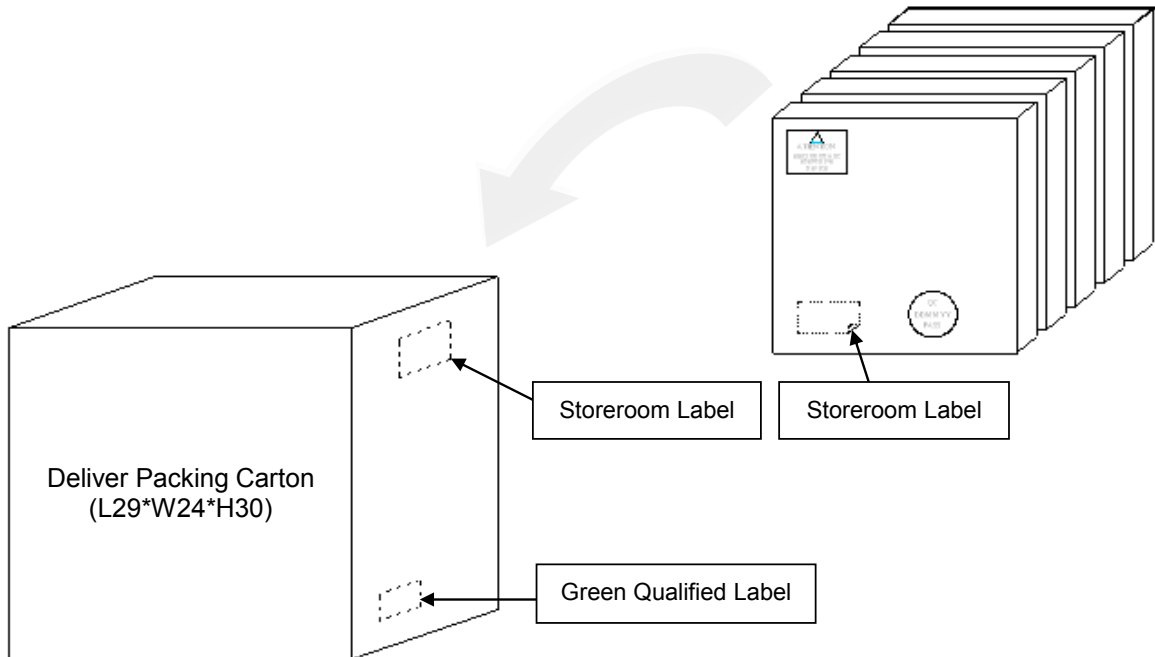 ATTENTION
QC
PASS
Storeroom Label
Storeroom Label
Deliver Packing Carton
(L29*W24*H30)
Green Qualified Label